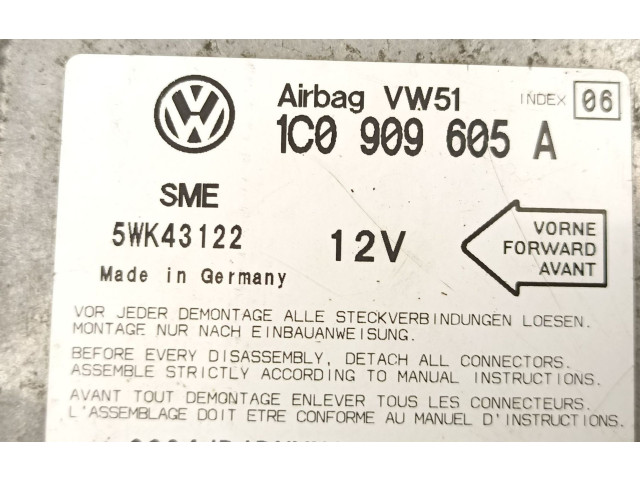 Airbag VW51 INDEX 06
1C0 909 605 A
SME
5WK43122 12V
VORNE
FORWARD
AVANT
Made in Germany
VOR JEDER DEMONTAGE ALLE STECKVERBINDUNGEN LOESEN.
MONTAGE NUR NACH EINBAUANWEISUNG.
BEFORE EVERY DISASSEMBLY, DETACH ALL CONNECTORS.
ASSEMBLE STRICTLY ACCORDING TO MANUAL INSTRUCTIONS.
AVANT TOUT DEMONTAGE ENLEVER TOUS LES CONNECTEURS.
L'ASSEMBLAGE DOIT ETRE CONFORME AU MANUEL D'INSTRUCTIONS.